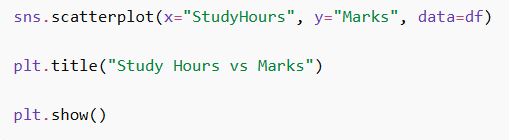 sns.scatterplot(x="StudyHours", y="Marks", data=df)
plt.title("Study Hours vs Marks")
plt.show()